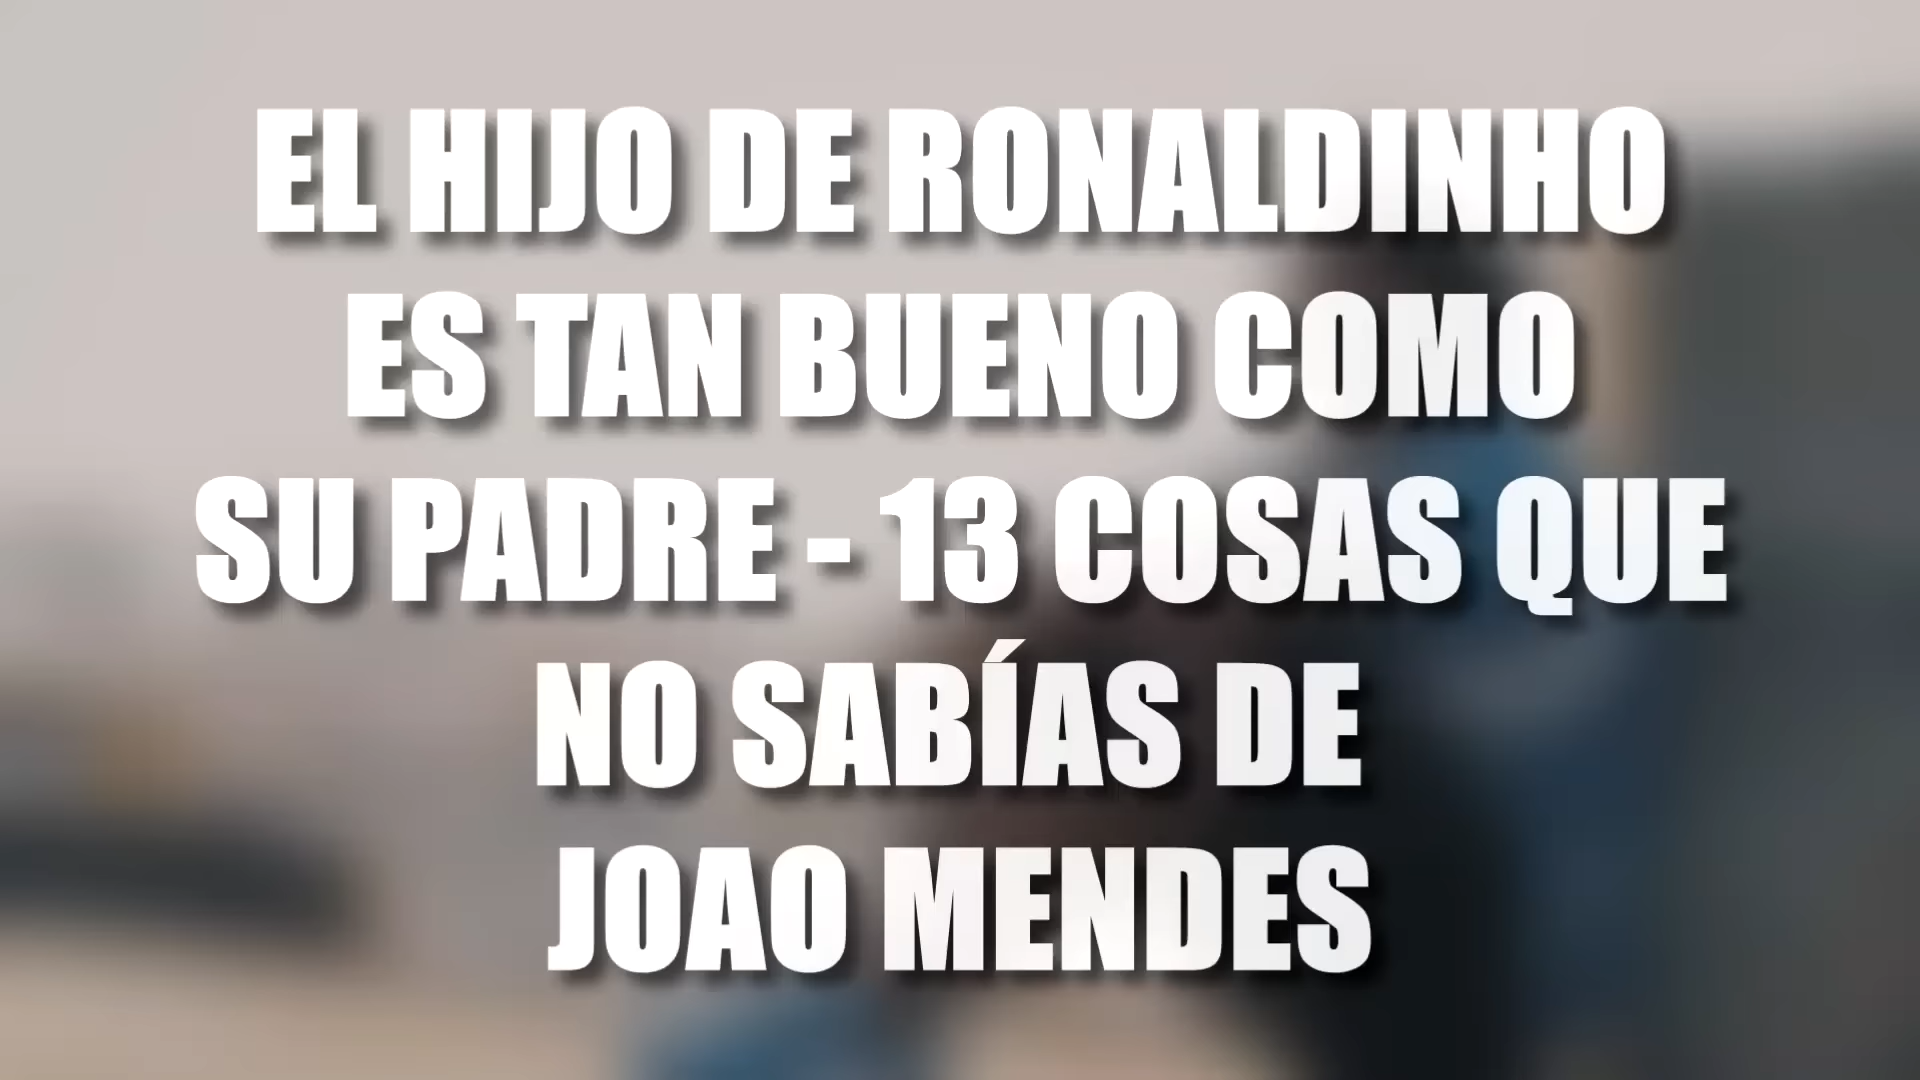 EL HIJO DE RONALDINHO
ES TAN BUENO COMO
SU PADRE - 13 COSAS QUE
NO SABÍAS DE
JOAO MENDES